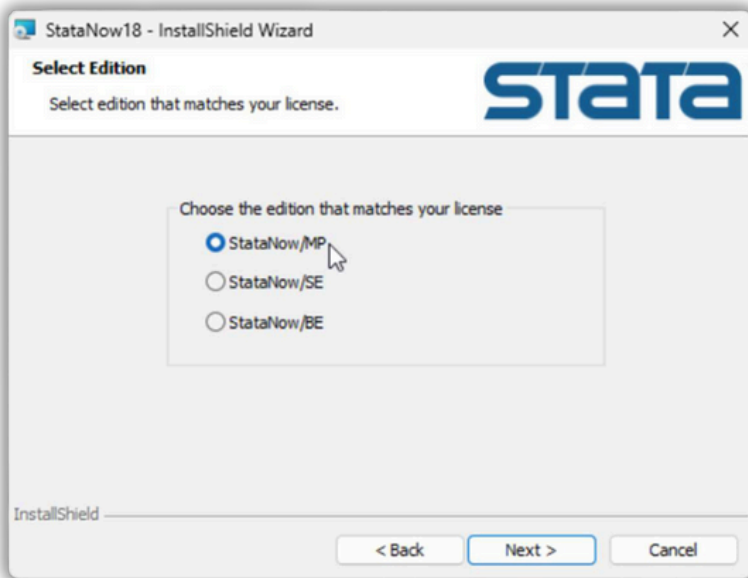 StataNow18 - InstallShield Wizard
Select Edition
Select edition that matches your license.
STATA
Choose the edition that matches your license
StataNow/MP
StataNow/SE
StataNow/BE
InstallShield
< Back
Next >
Cancel